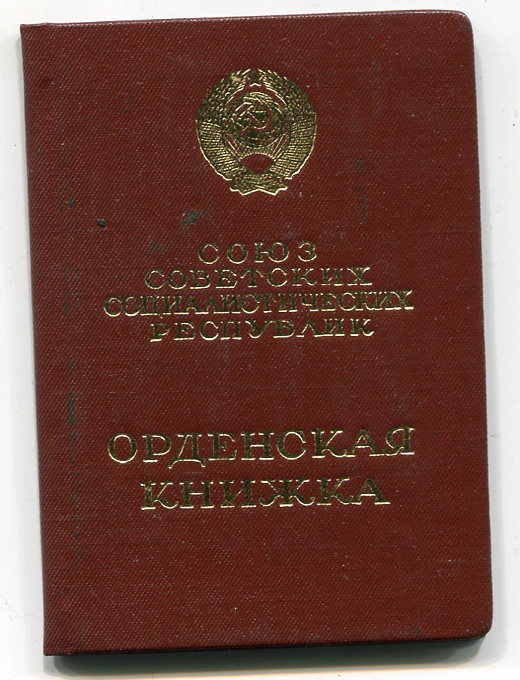 СОЮЗ
СОВЕТСКИХ
СОЦИАЛИСТИЧЕСКИХ
РЕСПУБЛИК
ОРДЕНСКАЯ
КНИЖКА